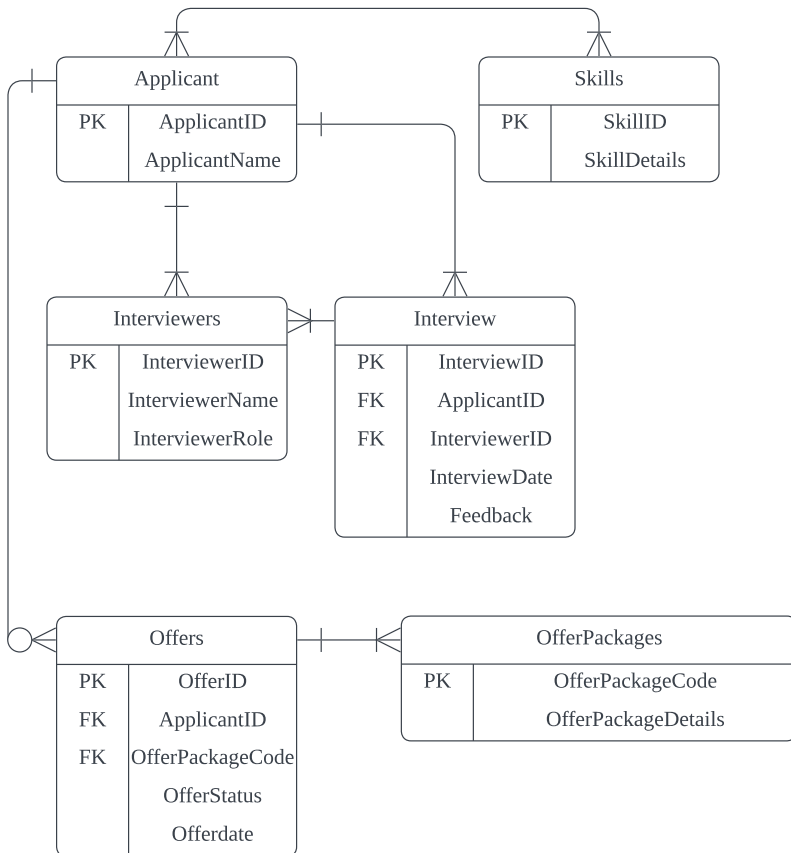 Applicant
PK ApplicantID
ApplicantName
Skills
PK SkillID
SkillDetails
Interviewers
PK InterviewerID
InterviewerName
InterviewerRole
Interview
PK InterviewID
FK ApplicantID
FK InterviewerID
InterviewDate
Feedback
Offers
PK OfferID
FK ApplicantID
FK OfferPackageCode
OfferStatus
Offerdate
OfferPackages
PK OfferPackageCode
OfferPackageDetails